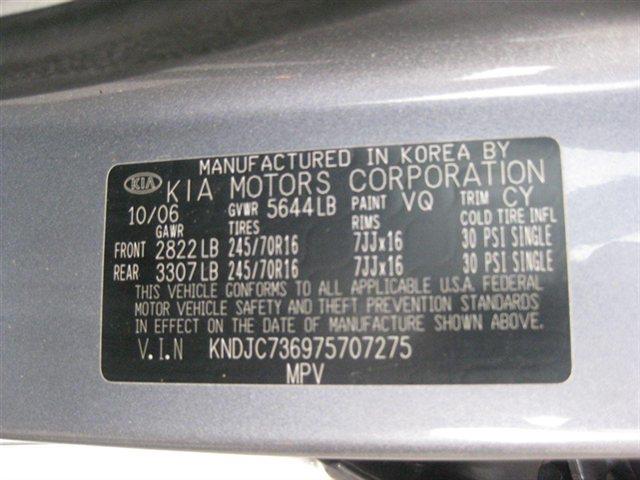 MANUFACTURED IN KOREA BY
KIA KIA MOTORS CORPORATION
10/06 GVWR 5644LB PAINT VQ TRIM CY
GAWR TIRES RIMS COLD TIRE INFL
FRONT 2822LB 245/70R16 7JJx16 30 PSI SINGLE
REAR 3307LB 245/70R16 7JJx16 30 PSI SINGLE
THIS VEHICLE CONFORMS TO ALL APPLICABLE U.S.A. FEDERAL
MOTOR VEHICLE SAFETY AND THEFT PREVENTION STANDARDS
IN EFFECT ON THE DATE OF MANUFACTURE SHOWN ABOVE.
V.I.N KNDJC736975707275
MPV